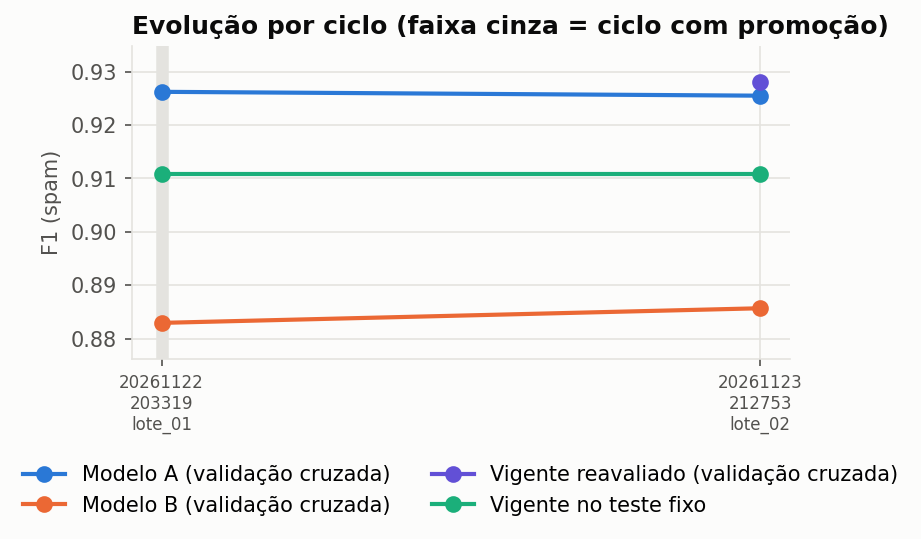 Evolução por ciclo (faixa cinza = ciclo com promoção)
F1 (spam)
0.93
0.92
0.91
0.90
0.89
0.88
20261122
203319
lote_01
20261123
212753
lote_02
Modelo A (validação cruzada)
Modelo B (validação cruzada)
Vigente reavaliado (validação cruzada)
Vigente no teste fixo